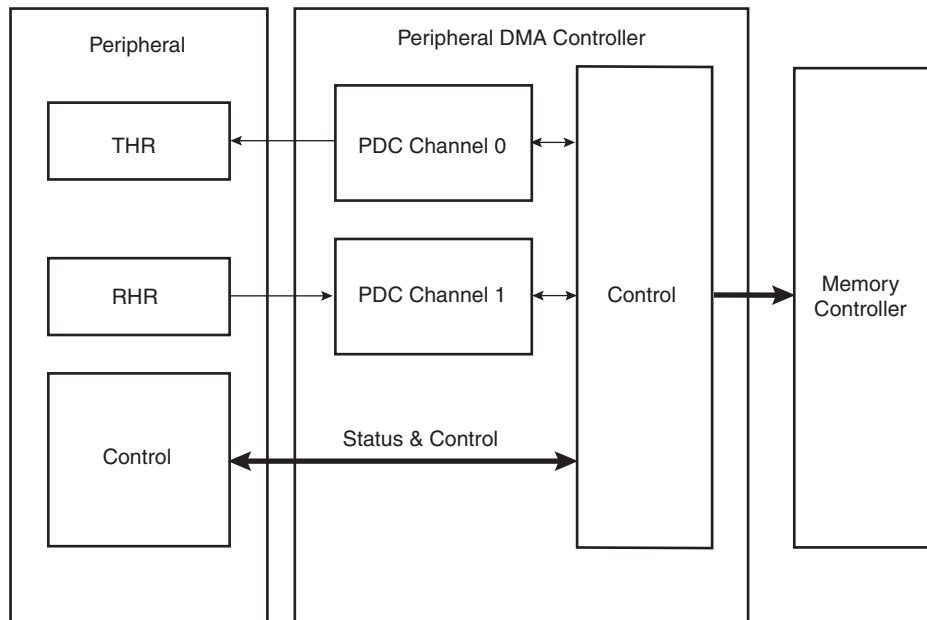 Peripheral
Peripheral DMA Controller
THR
PDC Channel 0
RHR
PDC Channel 1
Control
Memory
Controller
Control
Status & Control